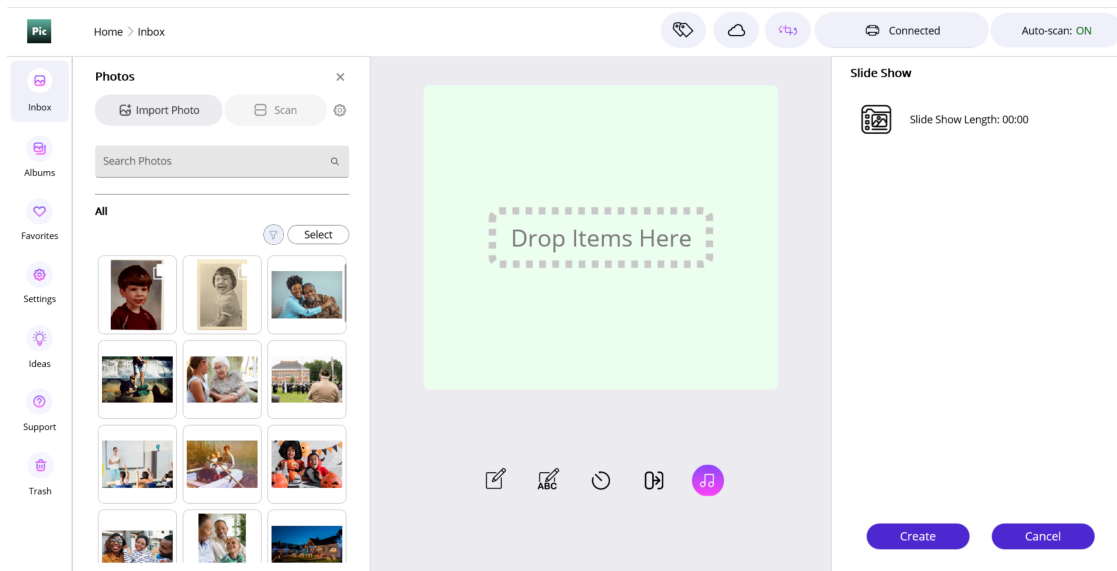 Pic
Home > Inbox
Connected
Auto-scan: ON
Inbox
Albums
Favorites
Settings
Ideas
Support
Trash
Photos
Import Photo
Scan
Search Photos
All
Select
Drop Items Here
ABC
Slide Show
Slide Show Length: 00:00
Create
Cancel